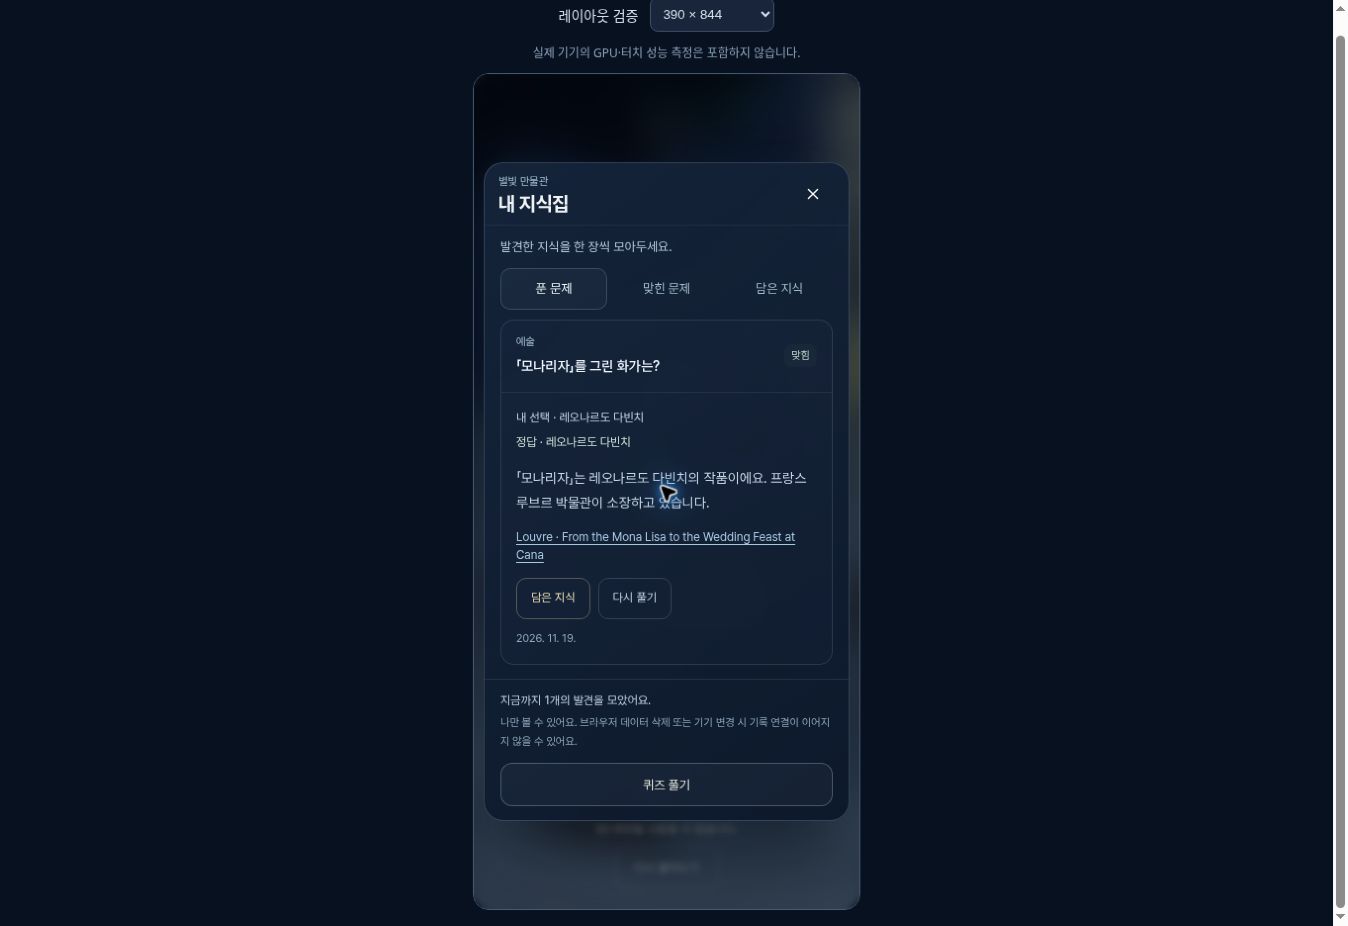 레이아웃 검증
390 × 844
실제 기기의 GPU·터치 성능 측정은 포함하지 않습니다.
별빛 만물관
내 지식집
발견한 지식을 한 장씩 모아두세요.
푼 문제
맞힌 문제
담은 지식
예술
「모나리자」를 그린 화가는?
맞힘
내 선택 · 레오나르도 다빈치
정답 · 레오나르도 다빈치
「모나리자」는 레오나르도 다빈치의 작품이에요. 프랑스
루브르 박물관이 소장하고 있습니다.
Louvre · From the Mona Lisa to the Wedding Feast at
Cana
담은 지식
다시 풀기
2026. 11. 19.
지금까지 1개의 발견을 모았어요.
나만 볼 수 있어요. 브라우저 데이터 삭제 또는 기기 변경 시 기록 연결이 이어지
지 않을 수 있어요.
퀴즈 풀기